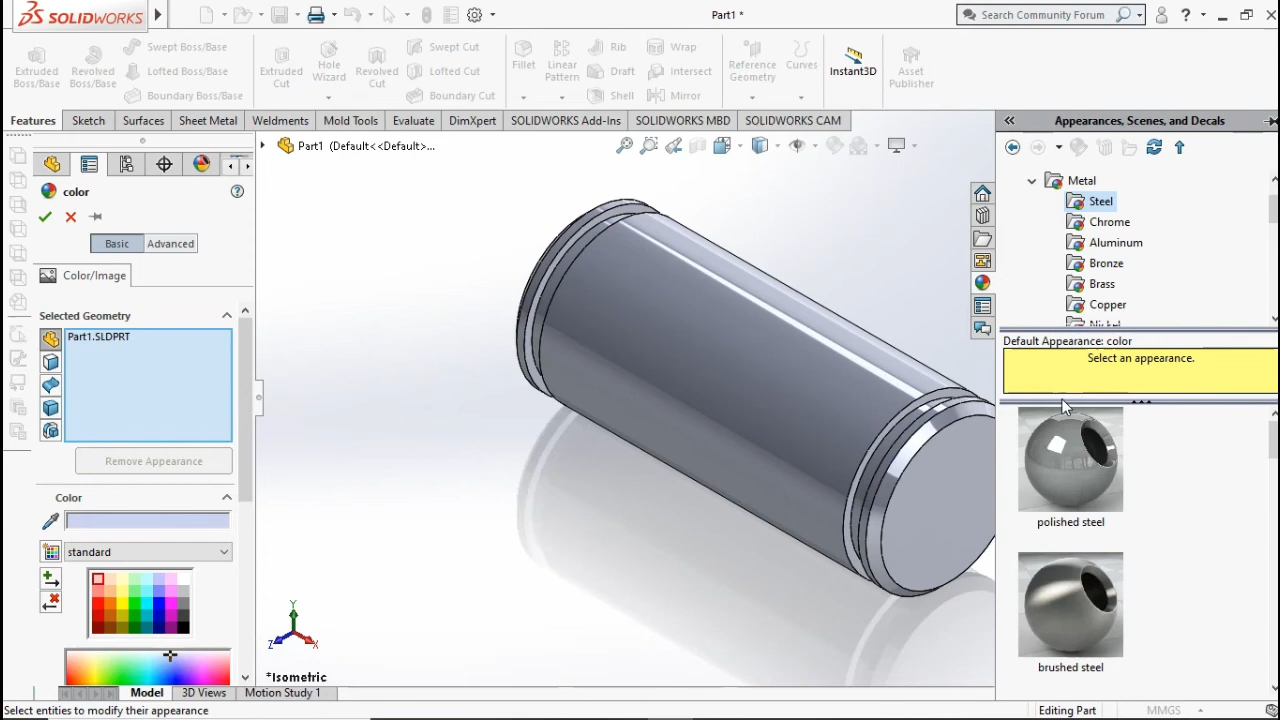 SOLIDWORKS
Part1 *
Search Community Forum
Extruded Boss/Base
Revolved Boss/Base
Swept Boss/Base
Lofted Boss/Base
Boundary Boss/Base
Extruded Cut
Hole Wizard
Revolved Cut
Swept Cut
Lofted Cut
Boundary Cut
Fillet
Linear Pattern
Rib
Draft
Shell
Wrap
Intersect
Mirror
Reference Geometry
Curves
Instant3D
Asset Publisher
Features
Sketch
Surfaces
Sheet Metal
Weldments
Mold Tools
Evaluate
DimXpert
SOLIDWORKS Add-Ins
SOLIDWORKS MBD
SOLIDWORKS CAM
Part1 (Default<<Default>...
color
Basic
Advanced
Color/Image
Selected Geometry
Part1.SLDPRT
Remove Appearance
Color
standard
Y
Z
X
*Isometric
Appearances, Scenes, and Decals
Metal
Steel
Chrome
Aluminum
Bronze
Brass
Copper
Nickel
Default Appearance: color
Select an appearance.
polished steel
brushed steel
Model
3D Views
Motion Study 1
Select entities to modify their appearance
Editing Part
MMGS